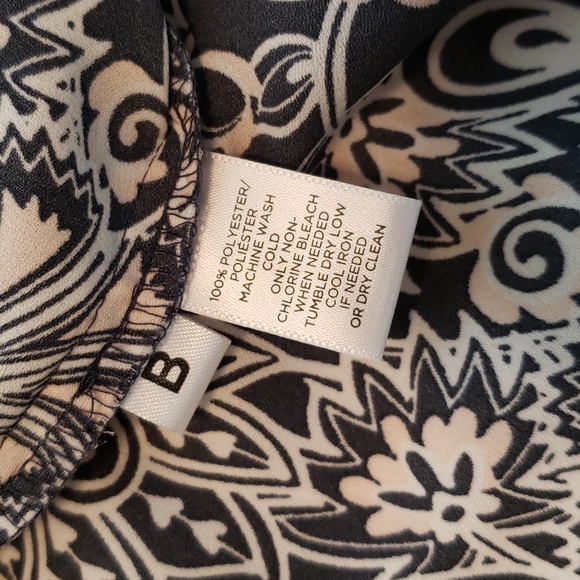 100% POLYESTER/
POLIESTER
MACHINE WASH
COLD
ONLY NON-
CHLORINE BLEACH
WHEN NEEDED
TUMBLE DRY LOW
COOL IRON
IF NEEDED
OR DRY CLEAN
B